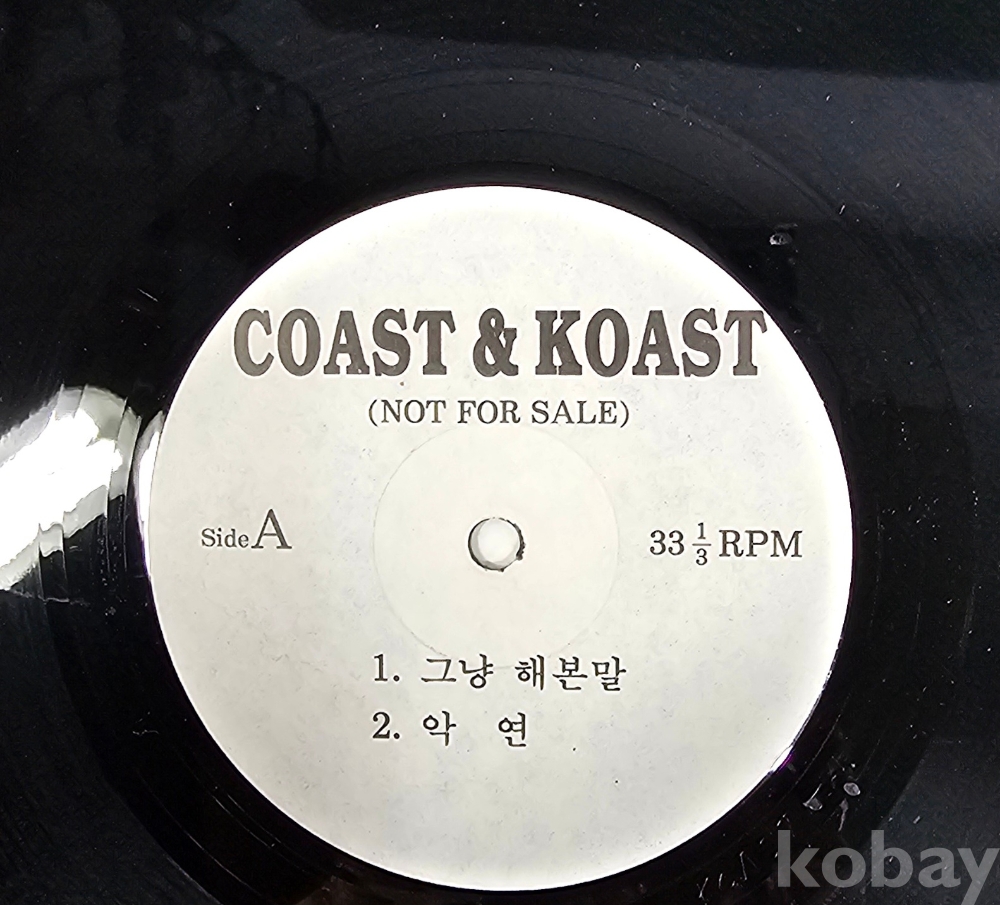 COAST & KOAST
(NOT FOR SALE)
Side A
33 1/3 RPM
1. 그냥 해본말
2. 악 연
kobay